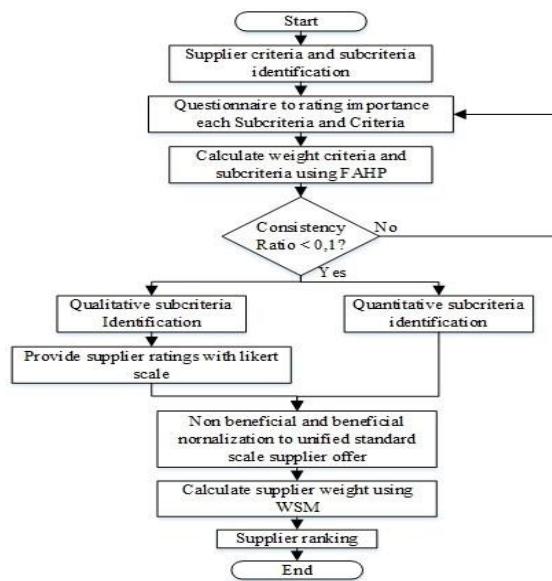 Start
Supplier criteria and subcriteria
identification
Questionnaire to rating importance
each Subcriteria and Criteria
Calculate weight criteria and
subcriteria using FAHP
Consistency
Ratio < 0,1?
No
Yes
Qualitative subcriteria
Identification
Quantitative subcriteria
identification
Provide supplier ratings with likert
scale
Non beneficial and beneficial
nornalization to unified standard
scale supplier offer
Calculate supplier weight using
WSM
Supplier ranking
End